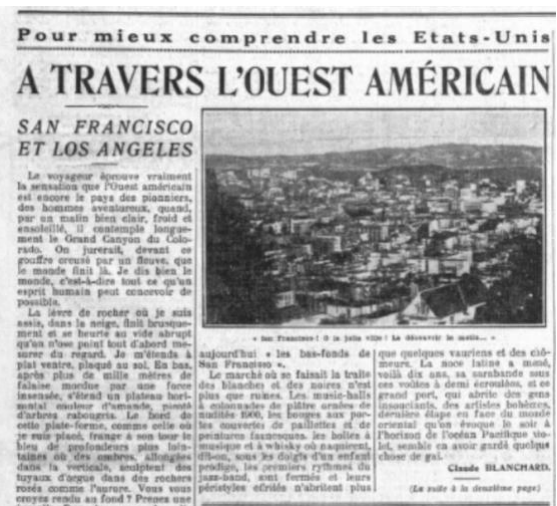 Pour mieux comprendre les Etats-Unis
A TRAVERS L'OUEST AMÉRICAIN
SAN FRANCISCO
ET LOS ANGELES
Le voyageur éprouve vraiment
la sensation que l'Ouest américain
est encore le pays des pionniers,
des hommes aventureux, quand,
par un matin bien clair, froid et
ensoleillé, il contemple longue-
ment le Grand Canyon du Colo-
rado. On jurerait, devant ce
gouffre creusé par un fleuve, que
le monde finit là. Je dis bien le
monde, c'est-à-dire tout ce qu'un
esprit humain peut concevoir de
possible.
La lèvre de rocher où je suis
assis, dans la neige, finit brusque-
ment et se heurte au vide abrupt
qu'on n'ose point tout d'abord me-
surer du regard. Je m'étends à
plat ventre, plaqué au sol. En bas,
après plus de mille mètres de
falaise mordue par une force
insensée, s'étend un plateau hori-
zontal couleur d'amande, piqueté
d'arbres rabougris. Le bord de
cette plate-forme, comme celle où
je suis placé, frange à son tour le
bleu de profondeurs plus loin-
taines où des ombres, allongées
dans la verticale, sculptent des
tuyaux d'orgue dans des rochers
rosés comme l'aurore. Vous vous
croyez rendu au fond ? Prenez une
« San Francisco ! O la jolie ville ! La découvrir le matin... »
aujourd'hui « les bas-fonds de
San Francisco ».
Le marché où se faisait la traite
des blanches et des noires n'est
plus que ruines. Les music-halls
à colonnades de plâtre ornées de
nudités 1900, les bouges aux por-
tes couvertes de paillettes et de
peintures faunesques, les boîtes à
musique et à whisky où naquirent,
dit-on, sous les doigts d'un enfant
prodige, les premiers rythmes du
jazz-band, sont fermés et leurs
péristyles effrités n'abritent plus
que quelques vauriens et des chô-
meurs. La noce latine a mené,
voilà dix ans, sa sarabande sous
ces voûtes à demi écroulées, et ce
grand port, qui abrite des gens
insouciants, des artistes bohèmes,
dernière étape en face du monde
oriental qu'on évoque le soir à
l'horizon de l'océan Pacifique vio-
let, semble en avoir gardé quelque
chose de gai.
Claude BLANCHARD.
(La suite à la deuxième page)